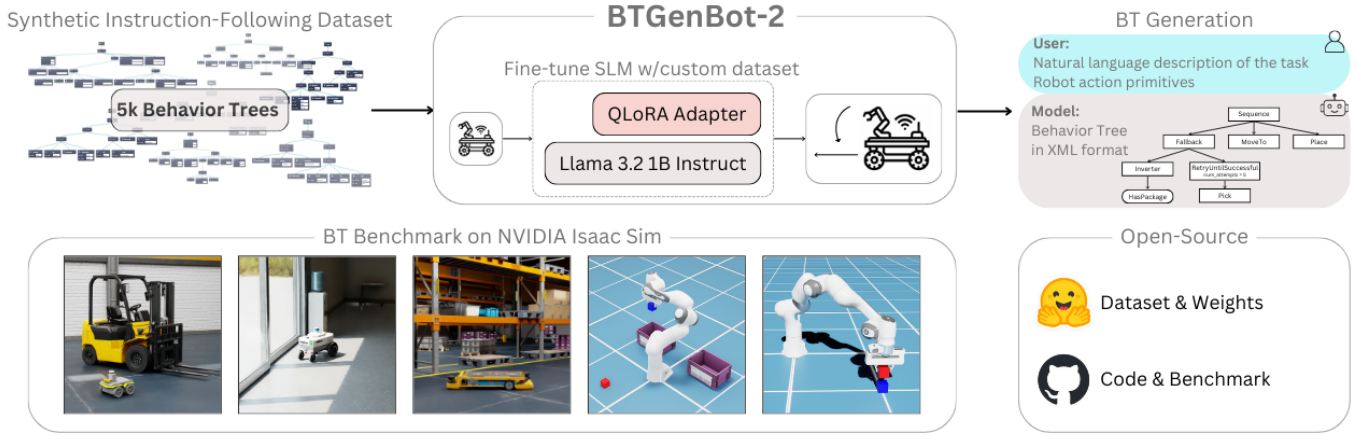 Synthetic Instruction-Following Dataset
5k Behavior Trees
BTGenBot-2
Fine-tune SLM w/custom dataset
QLoRA Adapter
Llama 3.2 1B Instruct
BT Generation
User:
Natural language description of the task
Robot action primitives
Model:
Behavior Tree
in XML format
Sequence
Fallback
MoveTo
Place
Inverter
RetryUntilSuccessful
num_attempts = 5
HasPackage
Pick
BT Benchmark on NVIDIA Isaac Sim
Open-Source
Dataset & Weights
Code & Benchmark